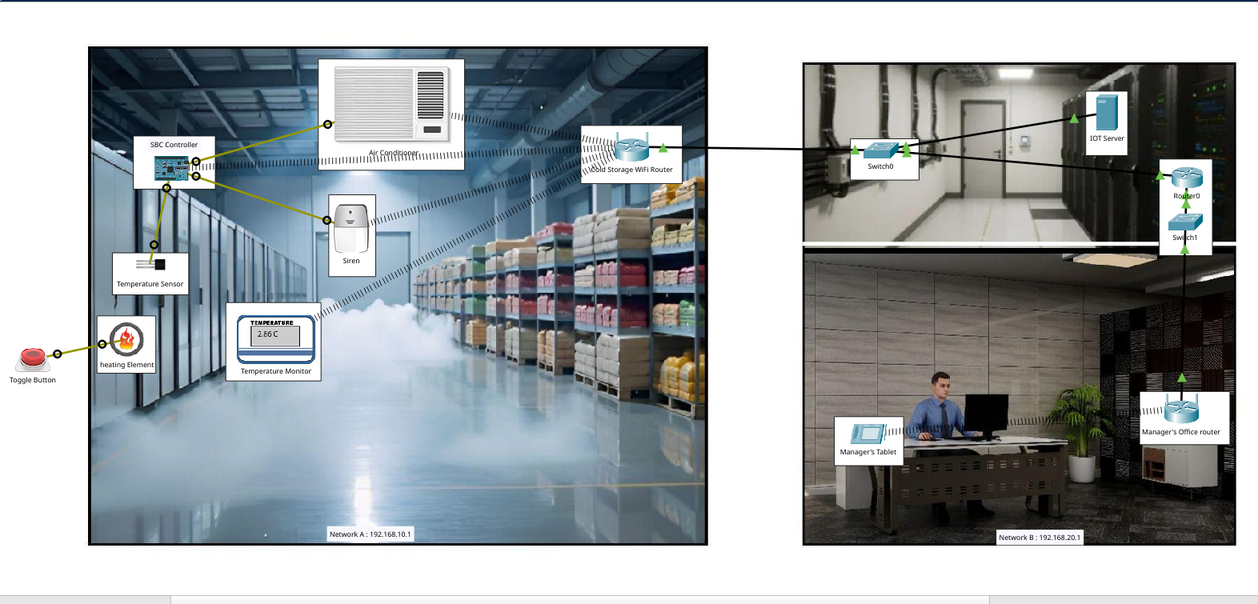 SBC Controller
Air Conditioner
Cold Storage WiFi Router
Siren
Temperature Sensor
TEMPERATURE
2.86 C
Temperature Monitor
heating Element
Toggle Button
Network A : 192.168.10.1
Switch0
IOT Server
Router0
Switch1
Manager's Tablet
Manager's Office router
Network B : 192.168.20.1